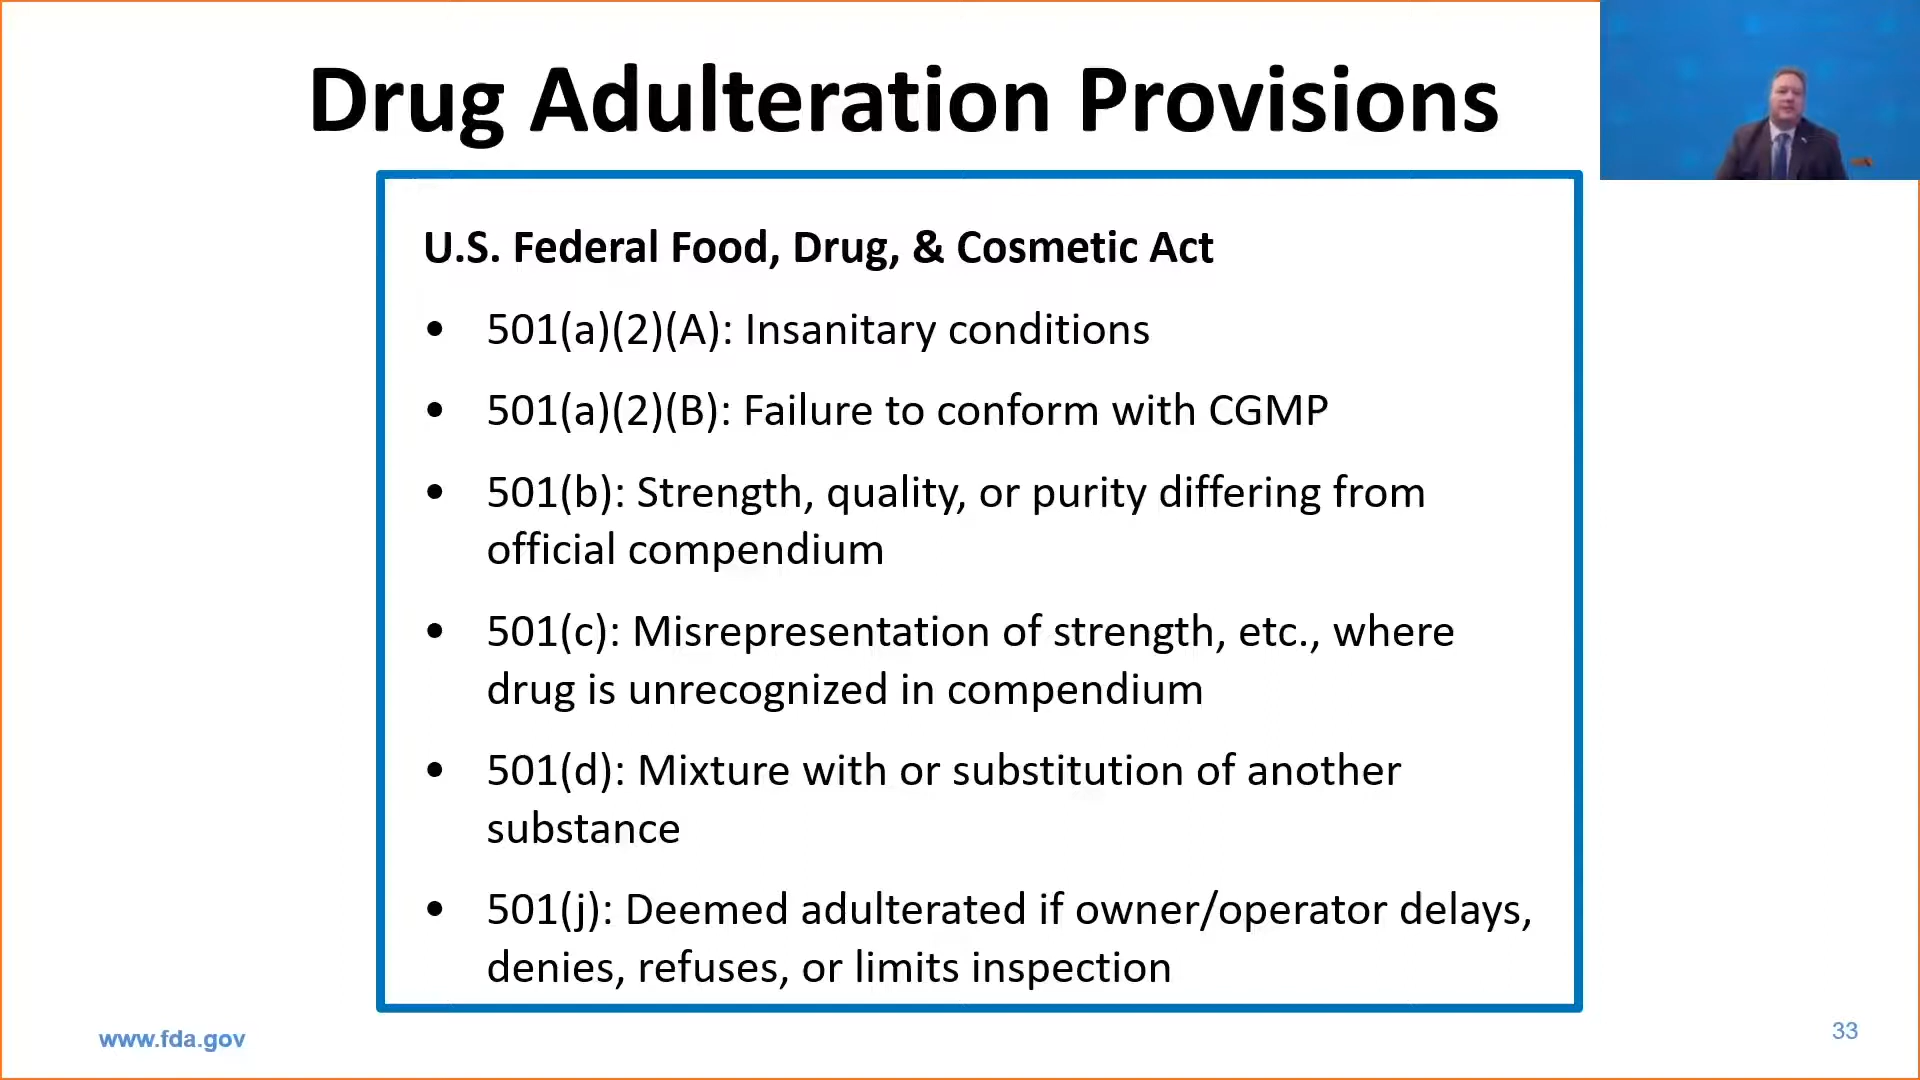 Drug Adulteration Provisions
U.S. Federal Food, Drug, & Cosmetic Act
• 501(a)(2)(A): Insanitary conditions
• 501(a)(2)(B): Failure to conform with CGMP
• 501(b): Strength, quality, or purity differing from
official compendium
• 501(c): Misrepresentation of strength, etc., where
drug is unrecognized in compendium
• 501(d): Mixture with or substitution of another
substance
• 501(j): Deemed adulterated if owner/operator delays,
denies, refuses, or limits inspection
www.fda.gov
33